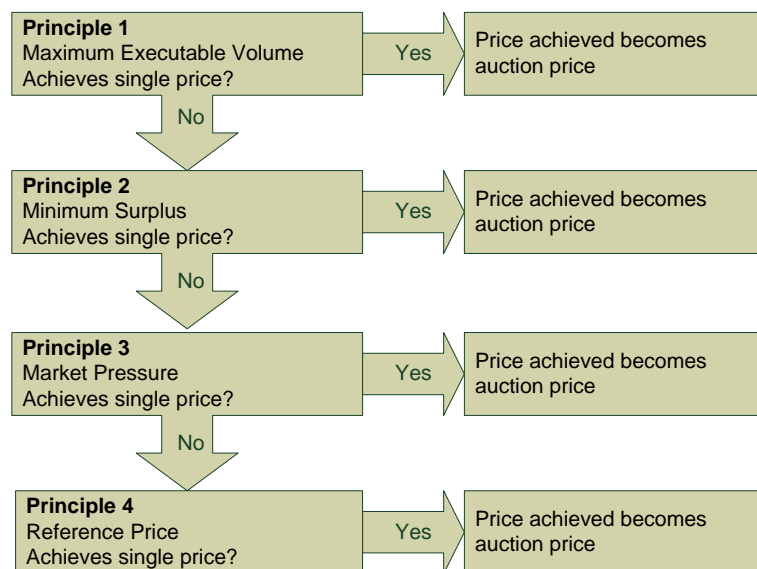 Principle 1
Maximum Executable Volume
Achieves single price?
Yes
Price achieved becomes
auction price
No
Principle 2
Minimum Surplus
Achieves single price?
Yes
Price achieved becomes
auction price
No
Principle 3
Market Pressure
Achieves single price?
Yes
Price achieved becomes
auction price
No
Principle 4
Reference Price
Achieves single price?
Yes
Price achieved becomes
auction price